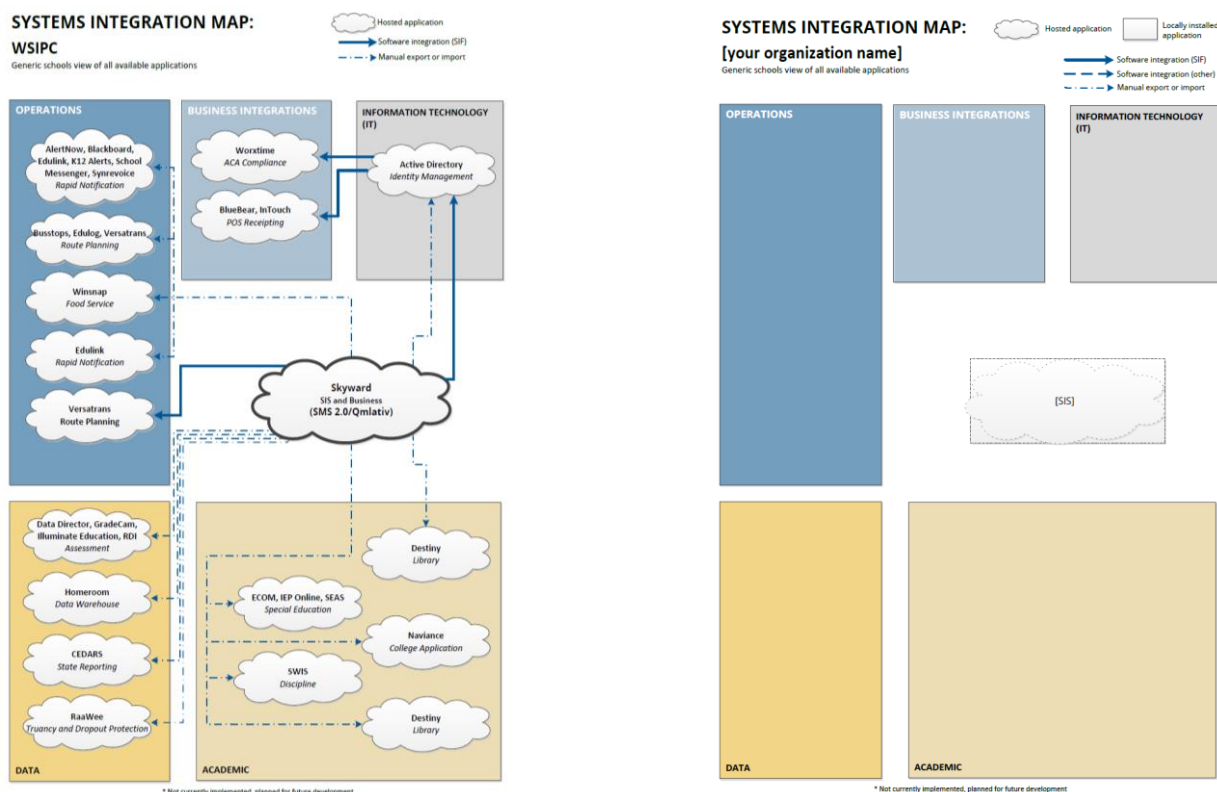 SYSTEMS INTEGRATION MAP:
WSIPC
Generic schools view of all available applications
Hosted application
Software integration (SIF)
Manual export or import
OPERATIONS
AlertNow, Blackboard,
Edulink, K12 Alerts, School
Messenger, Synrevoice
Rapid Notification
Busstops, Edulog, Versatrans
Route Planning
Winsnap
Food Service
Edulink
Rapid Notification
Versatrans
Route Planning
BUSINESS INTEGRATIONS
Worxtime
ACA Compliance
BlueBear, InTouch
POS Receipting
INFORMATION TECHNOLOGY
(IT)
Active Directory
Identity Management
Skyward
SIS and Business
(SMS 2.0/Qmlativ)
Data Director, GradeCam,
Illuminate Education, RDI
Assessment
Homeroom
Data Warehouse
CEDARS
State Reporting
RaaWee
Truancy and Dropout Protection
DATA
Destiny
Library
ECOM, IEP Online, SEAS
Special Education
Naviance
College Application
SWIS
Discipline
Destiny
Library
ACADEMIC
* Not currently implemented, planned for future development
SYSTEMS INTEGRATION MAP:
[your organization name]
Generic schools view of all available applications
Hosted application
Locally installed
application
Software integration (SIF)
Software integration (other)
Manual export or import
OPERATIONS
BUSINESS INTEGRATIONS
INFORMATION TECHNOLOGY
(IT)
[SIS]
DATA
ACADEMIC
* Not currently implemented, planned for future development